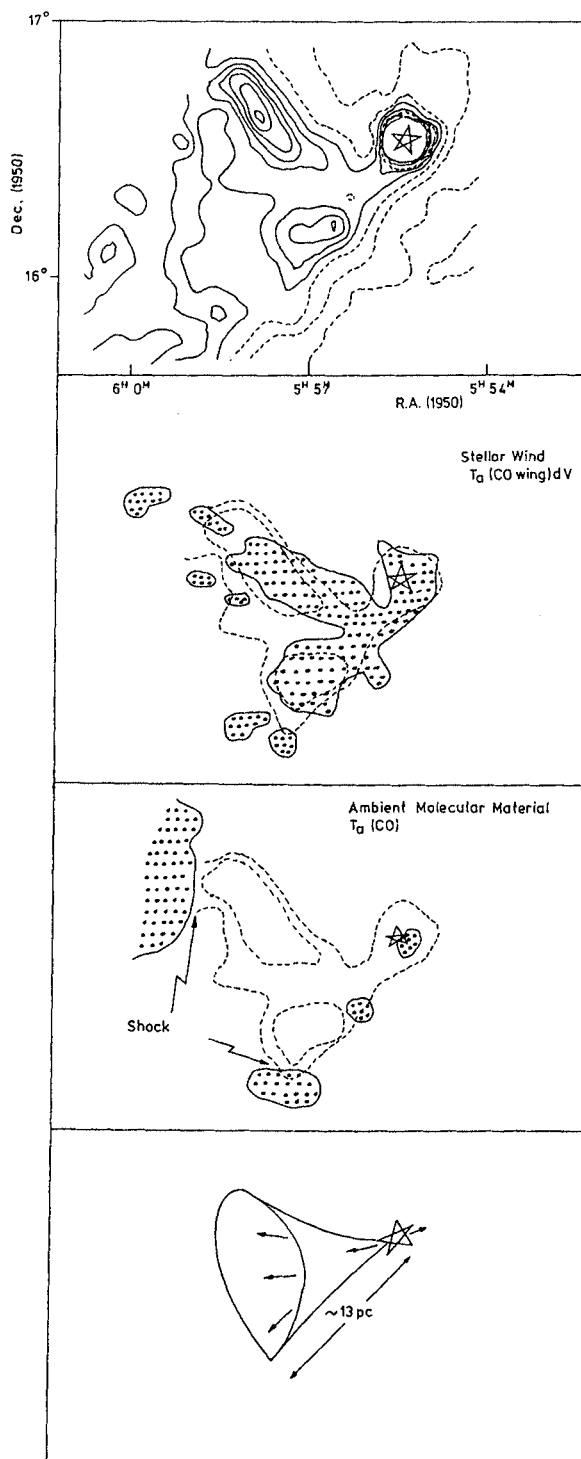 17°
Dec. (1950)
16°
6ᴴ 0ᴹ
5ᴴ 57
5ᴴ 54
R.A. (1950)
Stellar Wind
Tₐ (CO wing) dV
Ambient Molecular Material
Tₐ (CO)
Shock
~13 pc